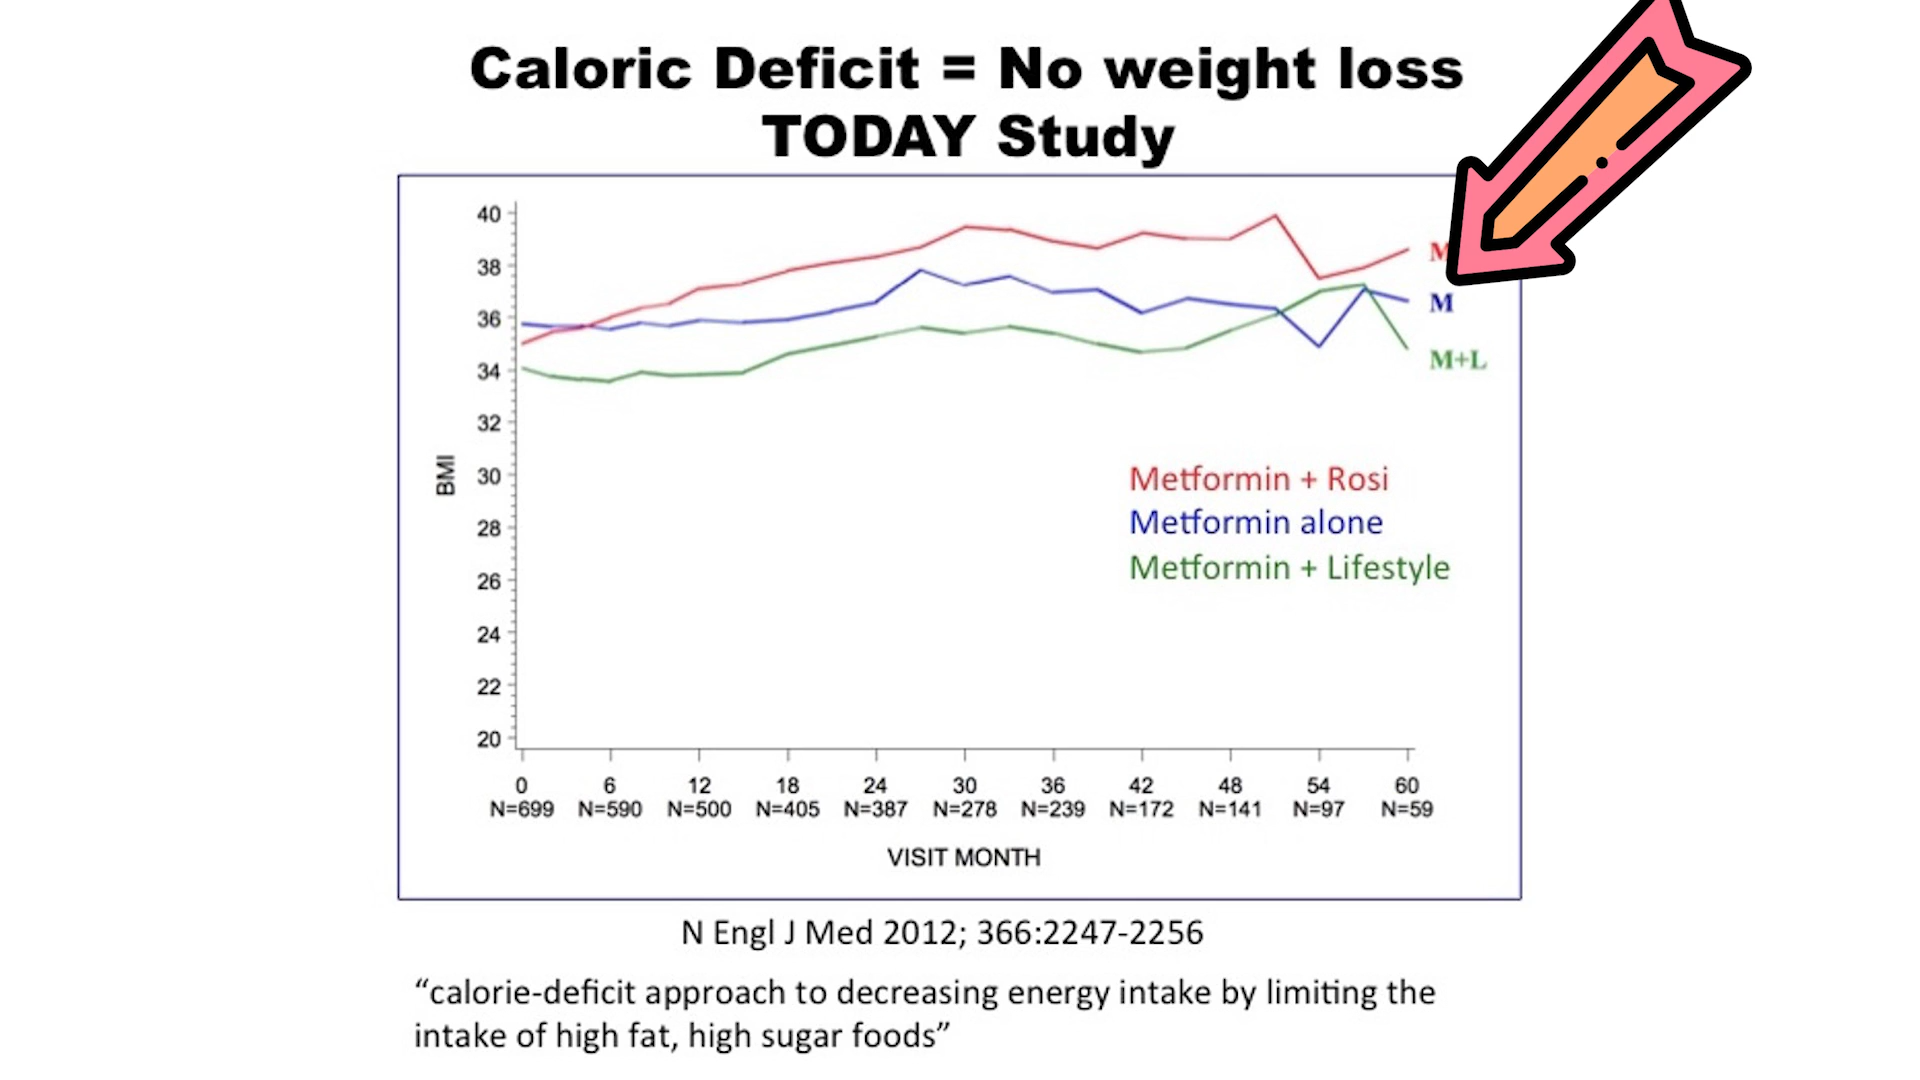 Caloric Deficit = No weight loss
TODAY Study
40
38
36
34
32
30
28
26
24
22
20
BMI
M
M
M+L
Metformin + Rosi
Metformin alone
Metformin + Lifestyle
0 6 12 18 24 30 36 42 48 54 60
N=699 N=590 N=500 N=405 N=387 N=278 N=239 N=172 N=141 N=97 N=59
VISIT MONTH
N Engl J Med 2012; 366:2247-2256
“calorie-deficit approach to decreasing energy intake by limiting the
intake of high fat, high sugar foods”